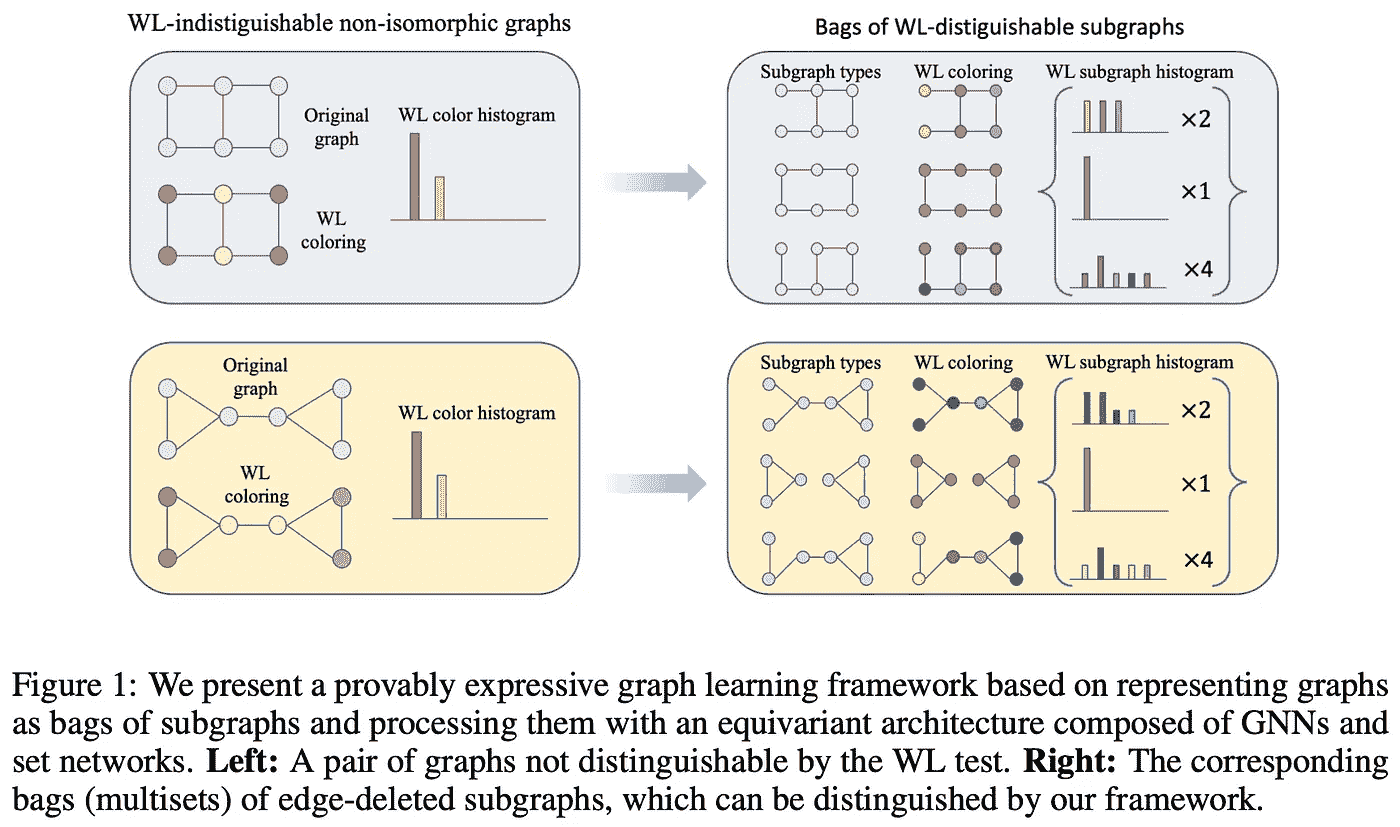 WL-indistiguishable non-isomorphic graphs
Original
graph
WL color histogram
WL
coloring
Bags of WL-distiguishable subgraphs
Subgraph types
WL coloring
WL subgraph histogram
×2
×1
×4
Original
graph
WL color histogram
WL
coloring
Subgraph types
WL coloring
WL subgraph histogram
×2
×1
×4
Figure 1: We present a provably expressive graph learning framework based on representing graphs
as bags of subgraphs and processing them with an equivariant architecture composed of GNNs and
set networks. Left: A pair of graphs not distinguishable by the WL test. Right: The corresponding
bags (multisets) of edge-deleted subgraphs, which can be distinguished by our framework.